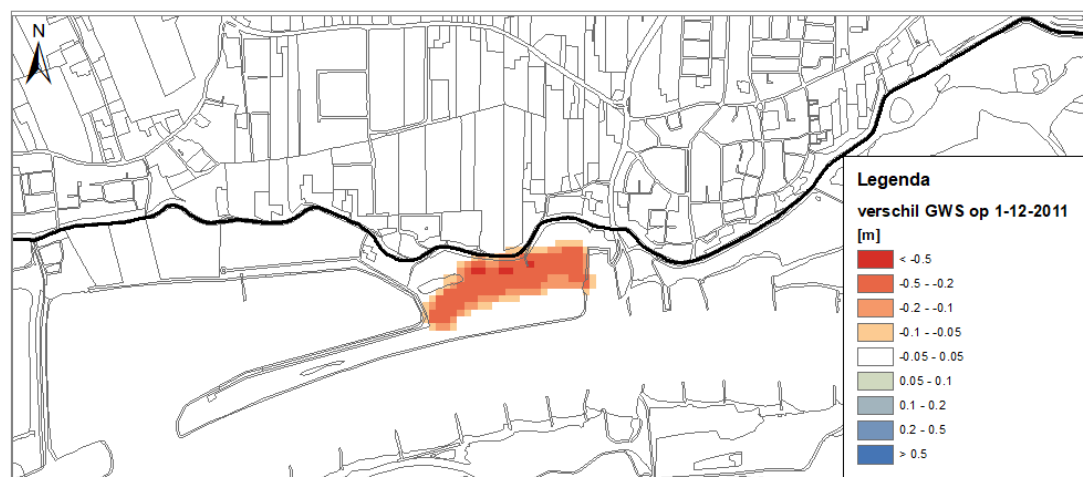 N
Legenda
verschil GWS op 1-12-2011
[m]
< -0.5
-0.5 - -0.2
-0.2 - -0.1
-0.1 - -0.05
-0.05 - 0.05
0.05 - 0.1
0.1 - 0.2
0.2 - 0.5
> 0.5